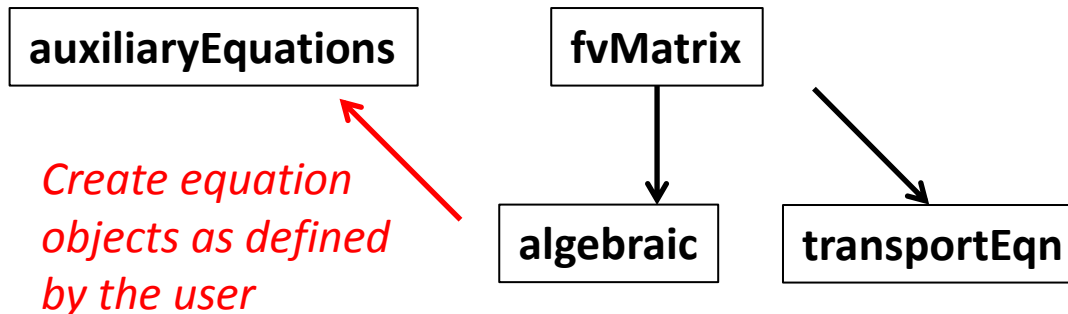 auxiliaryEquations
fvMatrix
Create equation
objects as defined
by the user
algebraic
transportEqn